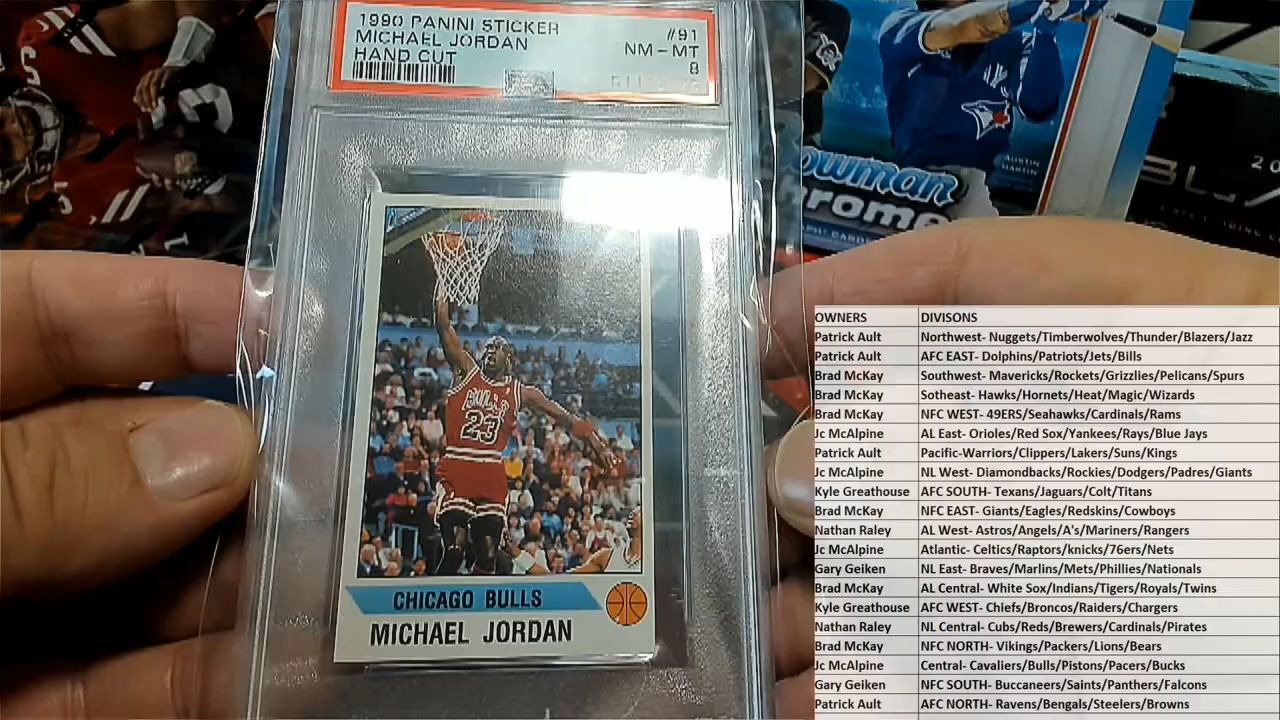 1990 PANINI STICKER
#91
MICHAEL JORDAN
NM-MT
HAND CUT
8
BULLS
23
CHICAGO BULLS
MICHAEL JORDAN
Bowman
Chrome
AUSTIN
MARTIN
20
OWNERS DIVISONS
Patrick Ault Northwest- Nuggets/Timberwolves/Thunder/Blazers/Jazz
Patrick Ault AFC EAST- Dolphins/Patriots/Jets/Bills
Brad McKay Southwest- Mavericks/Rockets/Grizzlies/Pelicans/Spurs
Brad McKay Sotheast- Hawks/Hornets/Heat/Magic/Wizards
Brad McKay NFC WEST- 49ERS/Seahawks/Cardinals/Rams
Jc McAlpine AL East- Orioles/Red Sox/Yankees/Rays/Blue Jays
Patrick Ault Pacific-Warriors/Clippers/Lakers/Suns/Kings
Jc McAlpine NL West- Diamondbacks/Rockies/Dodgers/Padres/Giants
Kyle Greathouse AFC SOUTH- Texans/Jaguars/Colt/Titans
Brad McKay NFC EAST- Giants/Eagles/Redskins/Cowboys
Nathan Raley AL West- Astros/Angels/A's/Mariners/Rangers
Jc McAlpine Atlantic- Celtics/Raptors/knicks/76ers/Nets
Gary Geiken NL East- Braves/Marlins/Mets/Phillies/Nationals
Brad McKay AL Central- White Sox/Indians/Tigers/Royals/Twins
Kyle Greathouse AFC WEST- Chiefs/Broncos/Raiders/Chargers
Nathan Raley NL Central- Cubs/Reds/Brewers/Cardinals/Pirates
Brad McKay NFC NORTH- Vikings/Packers/Lions/Bears
Jc McAlpine Central- Cavaliers/Bulls/Pistons/Pacers/Bucks
Gary Geiken NFC SOUTH- Buccaneers/Saints/Panthers/Falcons
Patrick Ault AFC NORTH- Ravens/Bengals/Steelers/Browns